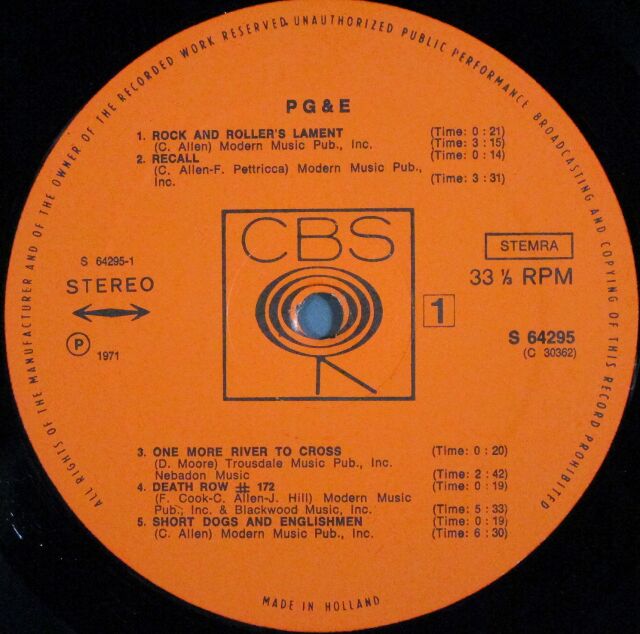 ALL RIGHTS OF THE MANUFACTURER AND OF THE OWNER OF THE RECORDED WORK RESERVED. UNAUTHORIZED PUBLIC PERFORMANCE BROADCASTING AND COPYING OF THIS RECORD PROHIBITED
PG&E
1. ROCK AND ROLLER'S LAMENT (Time: 0 : 21)
(C. Allen) Modern Music Pub., Inc. (Time: 3 : 15)
2. RECALL (Time: 0 : 14)
(C. Allen-F. Pettricca) Modern Music Pub.,
Inc. (Time: 3 : 31)
CBS
S 64295-1
STEREO
Ⓟ 1971
STEMRA
33 ⅓ RPM
1
S 64295
(C 30362)
3. ONE MORE RIVER TO CROSS (Time: 0 : 20)
(D. Moore) Trousdale Music Pub., Inc.
Nebadon Music (Time: 2 : 42)
4. DEATH ROW # 172 (Time: 0 : 19)
(F. Cook-C. Allen-J. Hill) Modern Music
Pub., Inc. & Blackwood Music, Inc. (Time: 5 : 33)
5. SHORT DOGS AND ENGLISHMEN (Time: 0 : 19)
(C. Allen) Modern Music Pub., Inc. (Time: 6 : 30)
MADE IN HOLLAND